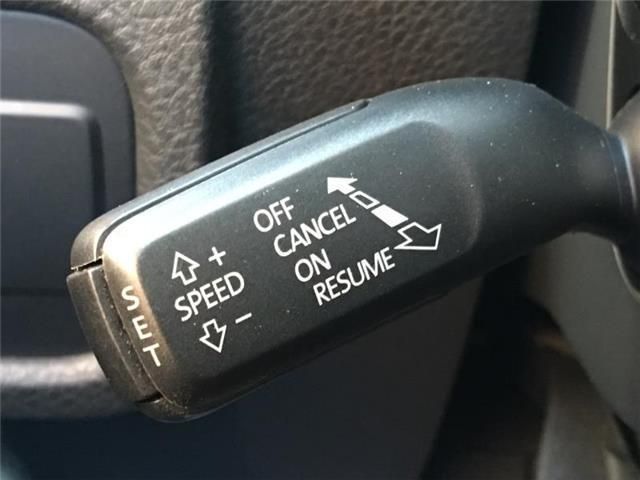 SET
+
SPEED
-
OFF
CANCEL
ON
RESUME